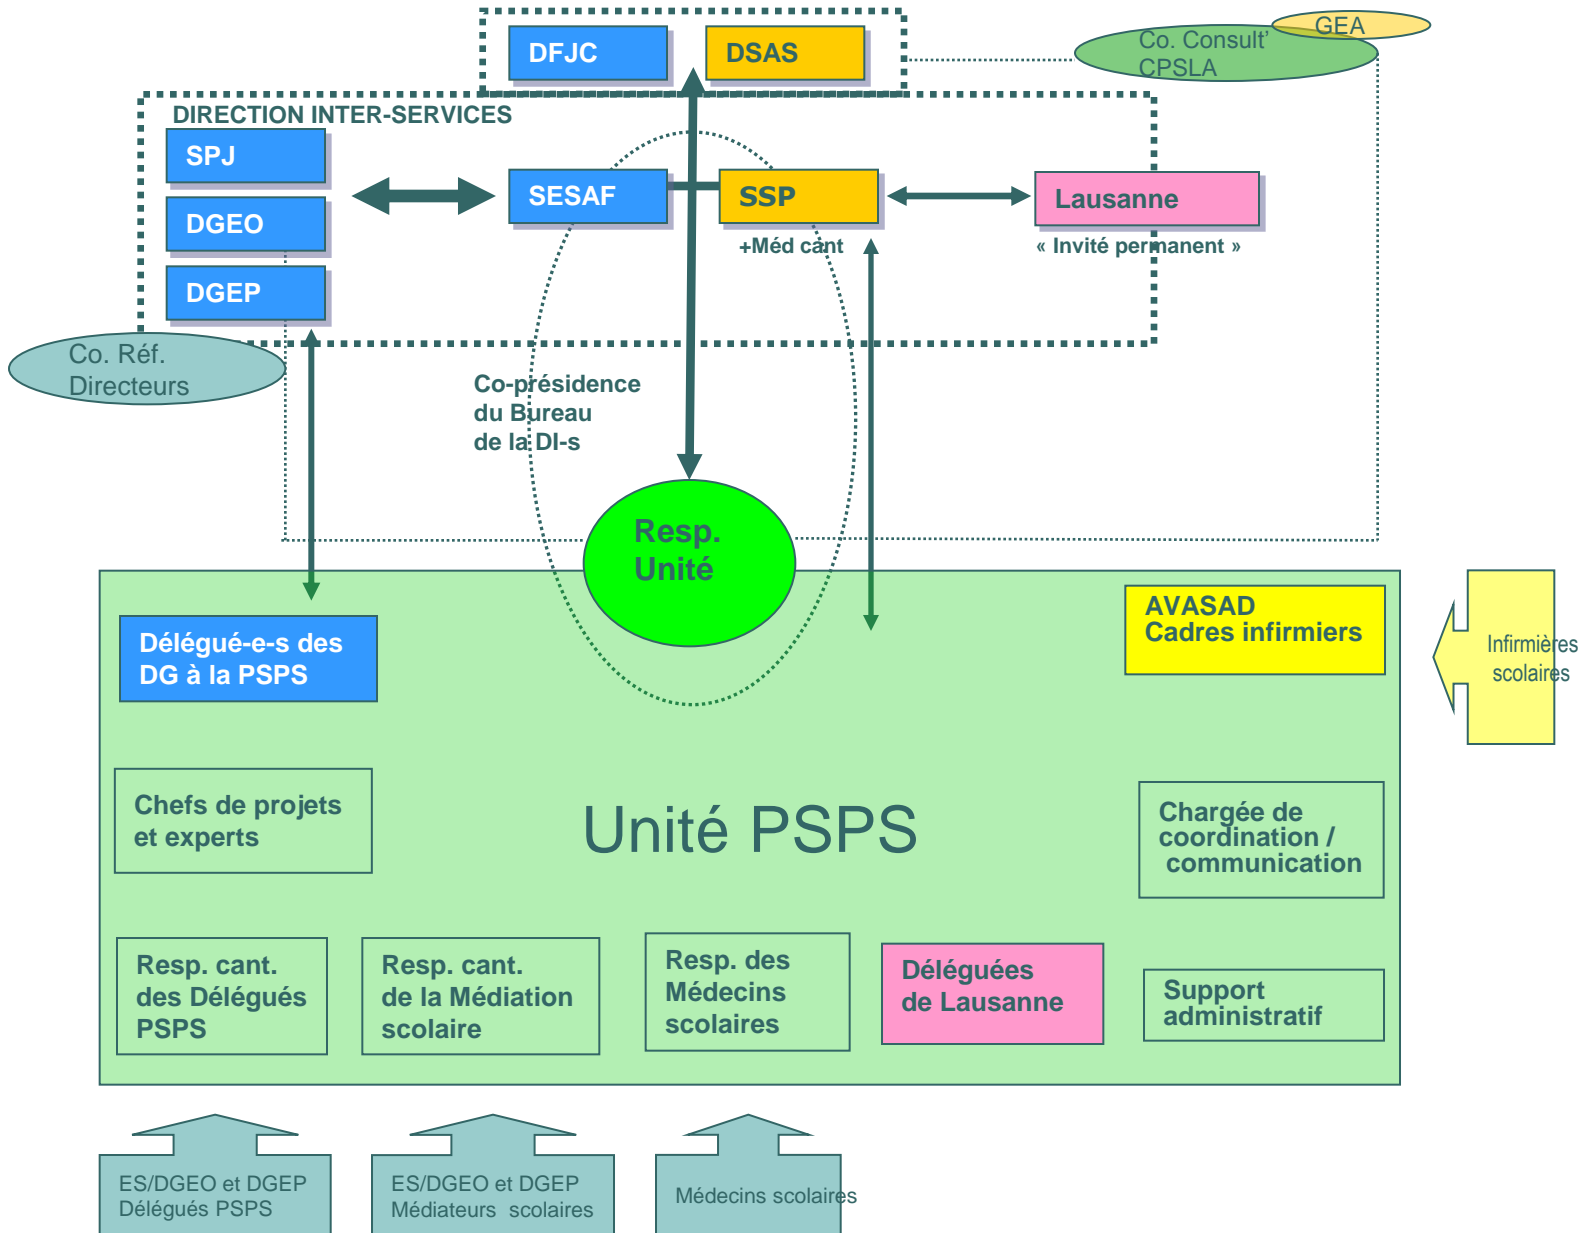 DFJC
DSAS
GEA
Co. Consult’
CPSLA
DIRECTION INTER-SERVICES
SPJ
SESAF
SSP
Lausanne
DGEO
+Méd cant
« Invité permanent »
DGEP
Co. Réf.
Directeurs
Co-présidence
du Bureau
de la DI-s
Resp.
Unité
AVASAD
Cadres infirmiers
Délégué-e-s des
DG à la PSPS
Infirmières
scolaires
Chefs de projets
et experts
Unité PSPS
Chargée de
coordination /
communication
Resp. cant.
des Délégués
PSPS
Resp. cant.
de la Médiation
scolaire
Resp. des
Médecins
scolaires
Déléguées
de Lausanne
Support
administratif
ES/DGEO et DGEP
Délégués PSPS
ES/DGEO et DGEP
Médiateurs  scolaires
Médecins scolaires